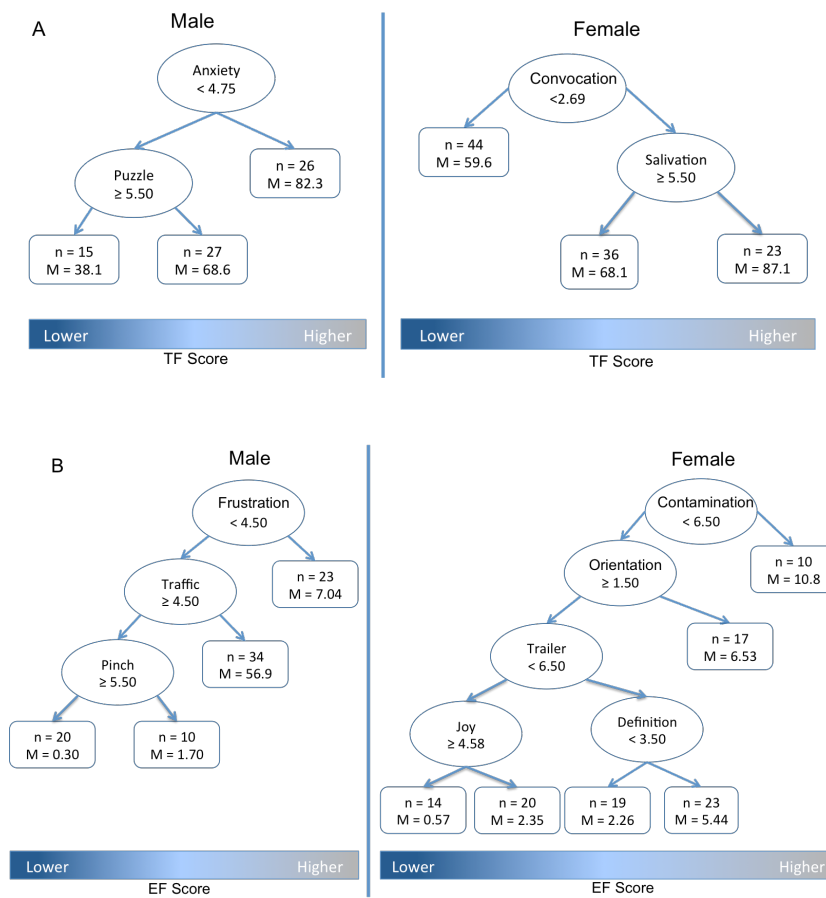 A
Male
Anxiety
< 4.75
Puzzle
≥ 5.50
n = 26
M = 82.3
n = 15
M = 38.1
n = 27
M = 68.6
Lower
Higher
TF Score
Female
Convocation
<2.69
n = 44
M = 59.6
Salivation
≥ 5.50
n = 36
M = 68.1
n = 23
M = 87.1
Lower
Higher
TF Score
B
Male
Frustration
< 4.50
Traffic
≥ 4.50
n = 23
M = 7.04
Pinch
≥ 5.50
n = 34
M = 56.9
n = 20
M = 0.30
n = 10
M = 1.70
Lower
Higher
EF Score
Female
Contamination
< 6.50
Orientation
≥ 1.50
n = 10
M = 10.8
Trailer
< 6.50
n = 17
M = 6.53
Joy
≥ 4.58
Definition
< 3.50
n = 14
M = 0.57
n = 20
M = 2.35
n = 19
M = 2.26
n = 23
M = 5.44
Lower
Higher
EF Score